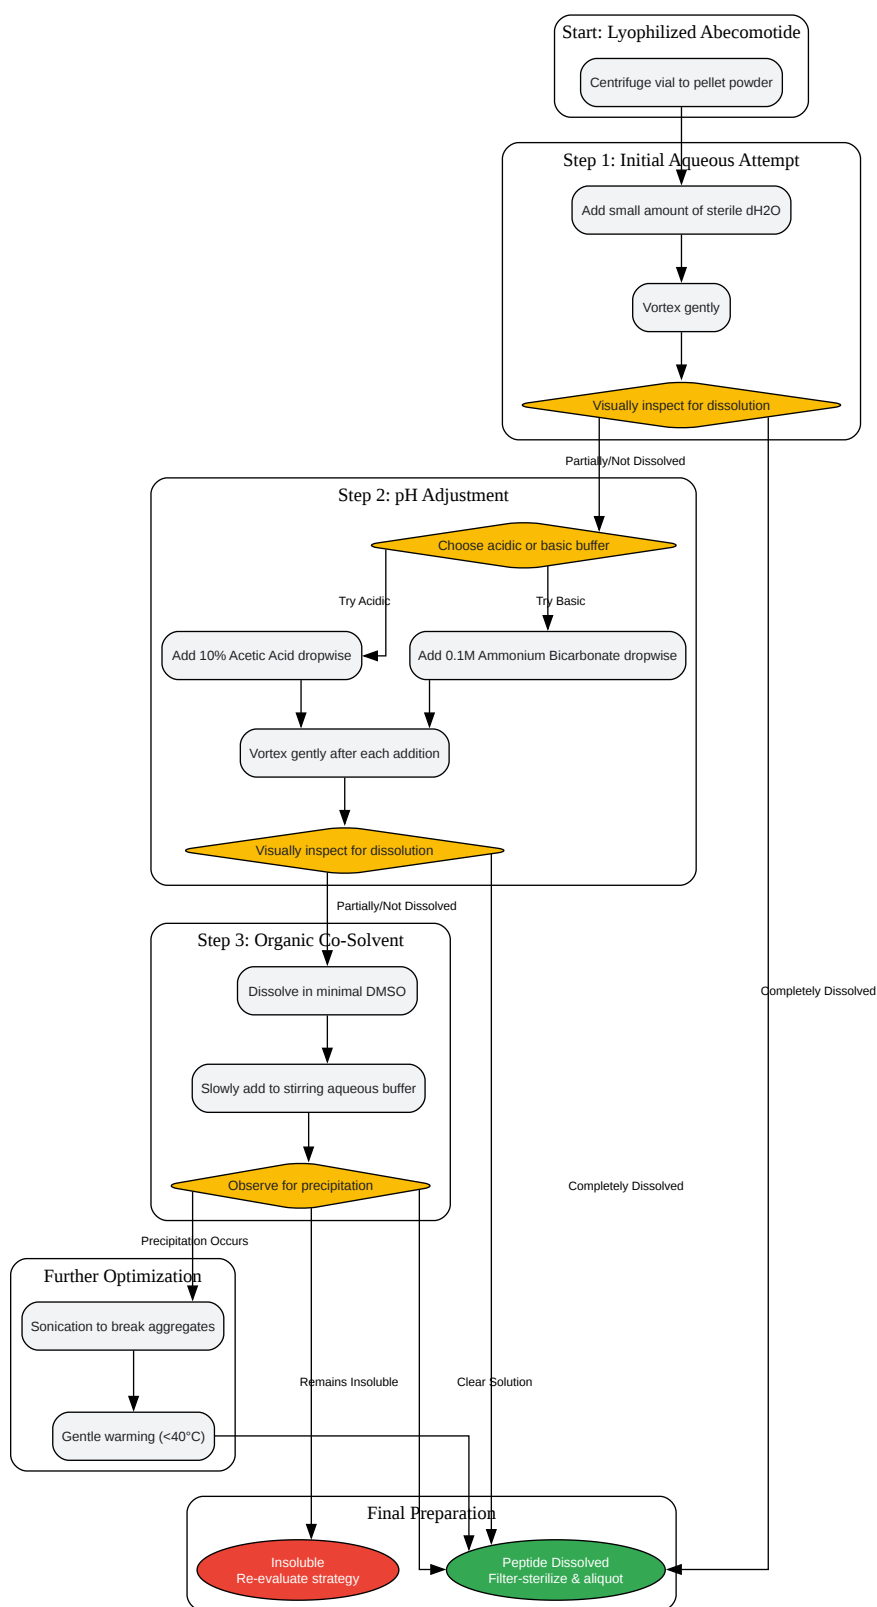 Start: Lyophilized Abecomotide
Centrifuge vial to pellet powder
Step 1: Initial Aqueous Attempt
Add small amount of sterile dH2O
Vortex gently
Visually inspect for dissolution
Partially/Not Dissolved
Step 2: pH Adjustment
Choose acidic or basic buffer
Try Acidic
Try Basic
Add 10% Acetic Acid dropwise
Add 0.1M Ammonium Bicarbonate dropwise
Vortex gently after each addition
Visually inspect for dissolution
Partially/Not Dissolved
Step 3: Organic Co-Solvent
Dissolve in minimal DMSO
Completely Dissolved
Slowly add to stirring aqueous buffer
Observe for precipitation
Completely Dissolved
Precipitation Occurs
Further Optimization
Sonication to break aggregates
Remains Insoluble
Clear Solution
Gentle warming (<40°C)
Final Preparation
Insoluble
Re-evaluate strategy
Peptide Dissolved
Filter-sterilize & aliquot